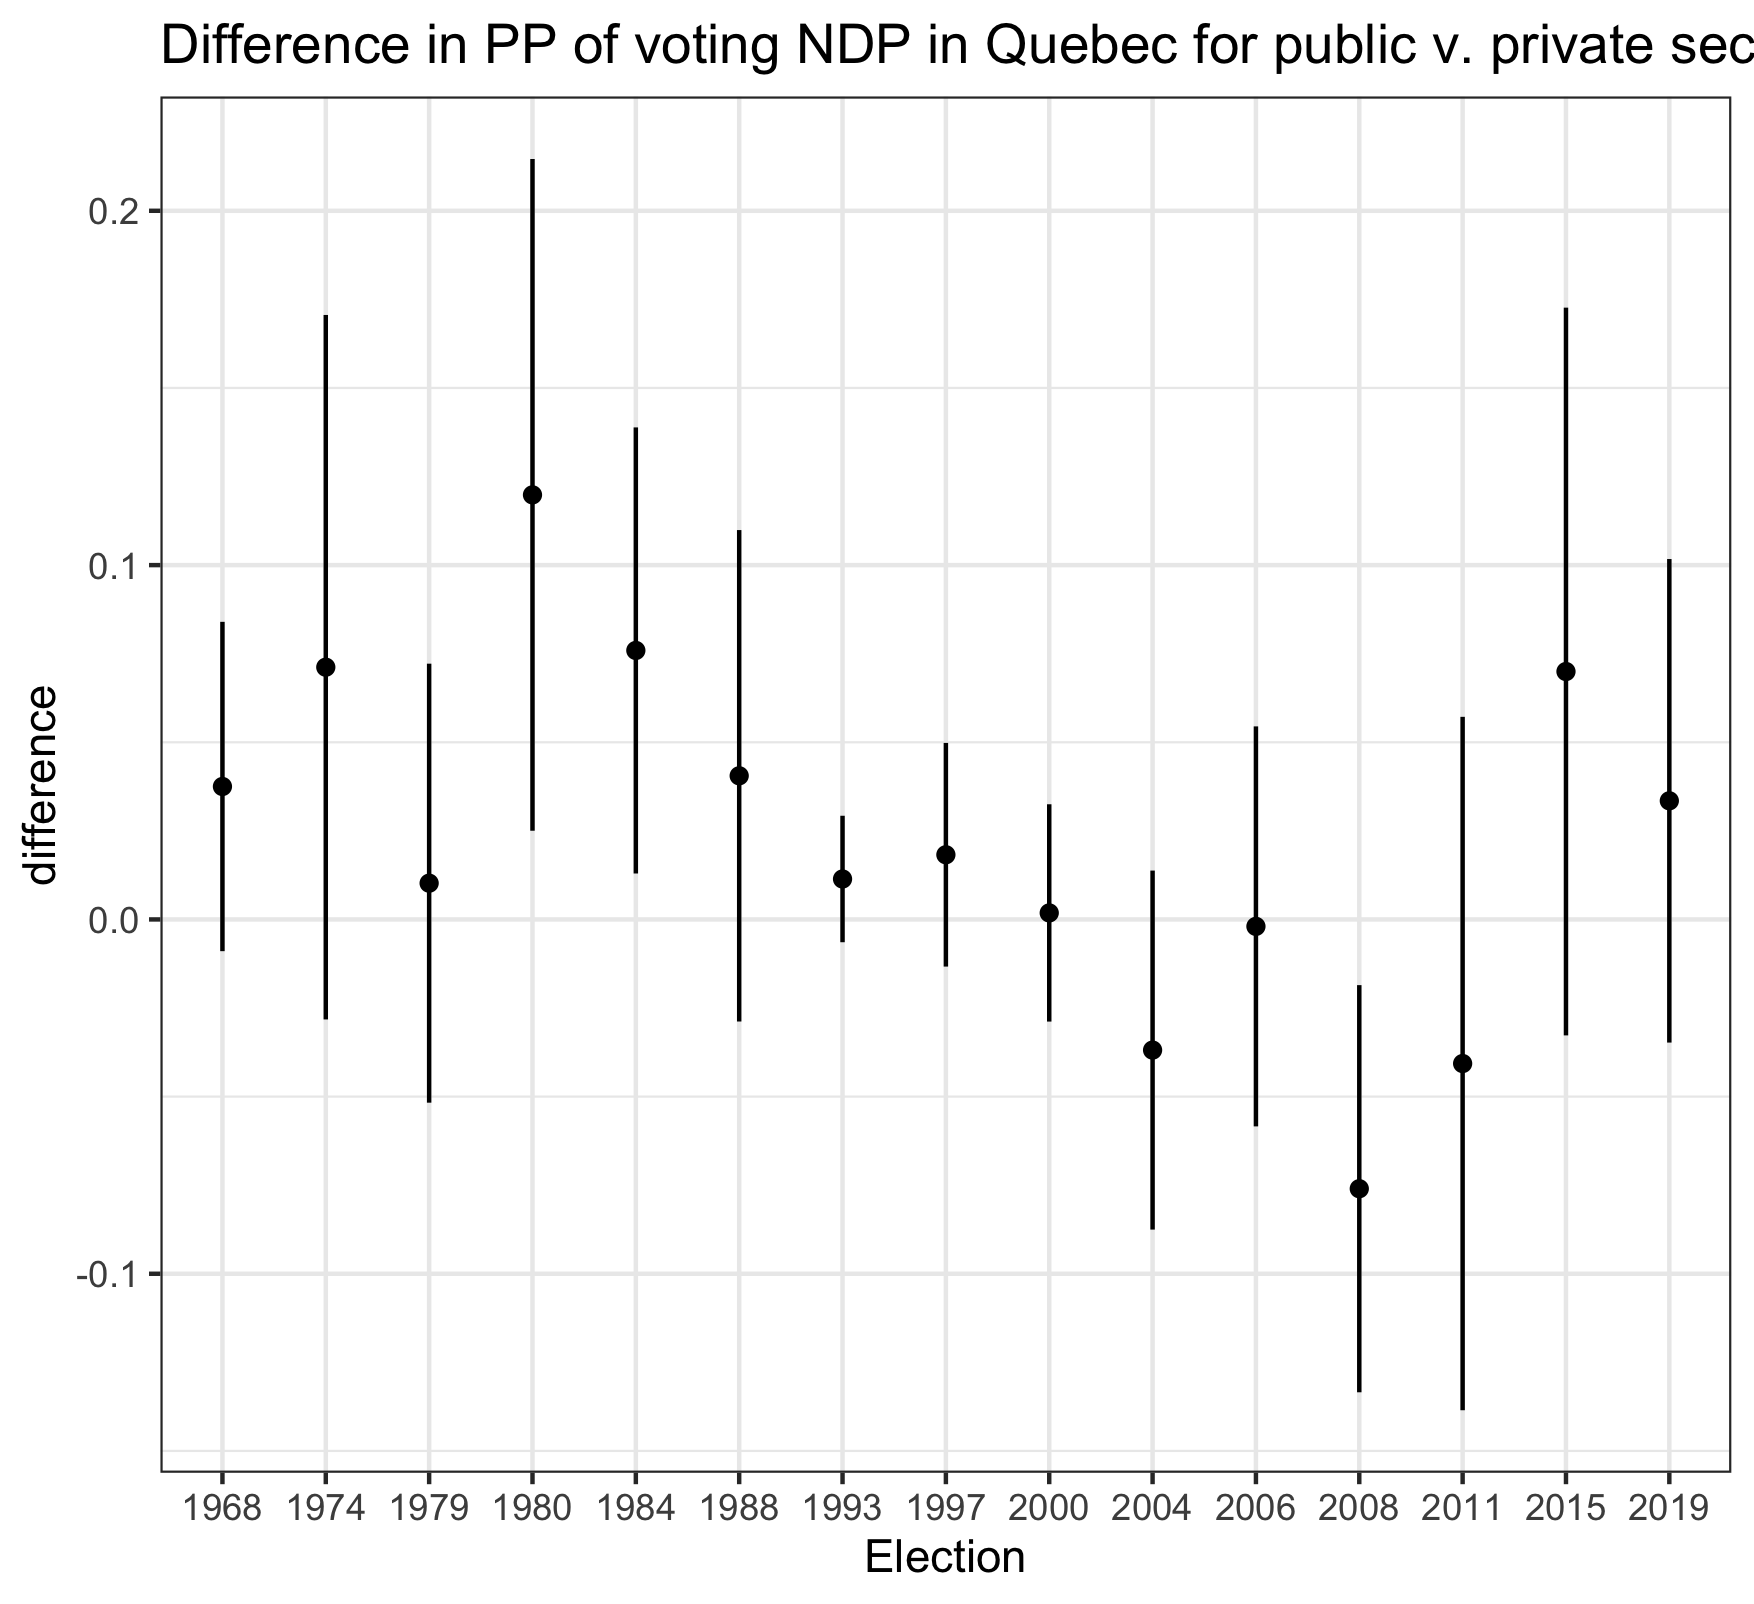 Difference in PP of voting NDP in Quebec for public v. private sec
difference
0.2
0.1
0.0
-0.1
1968 1974 1979 1980 1984 1988 1993 1997 2000 2004 2006 2008 2011 2015 2019
Election